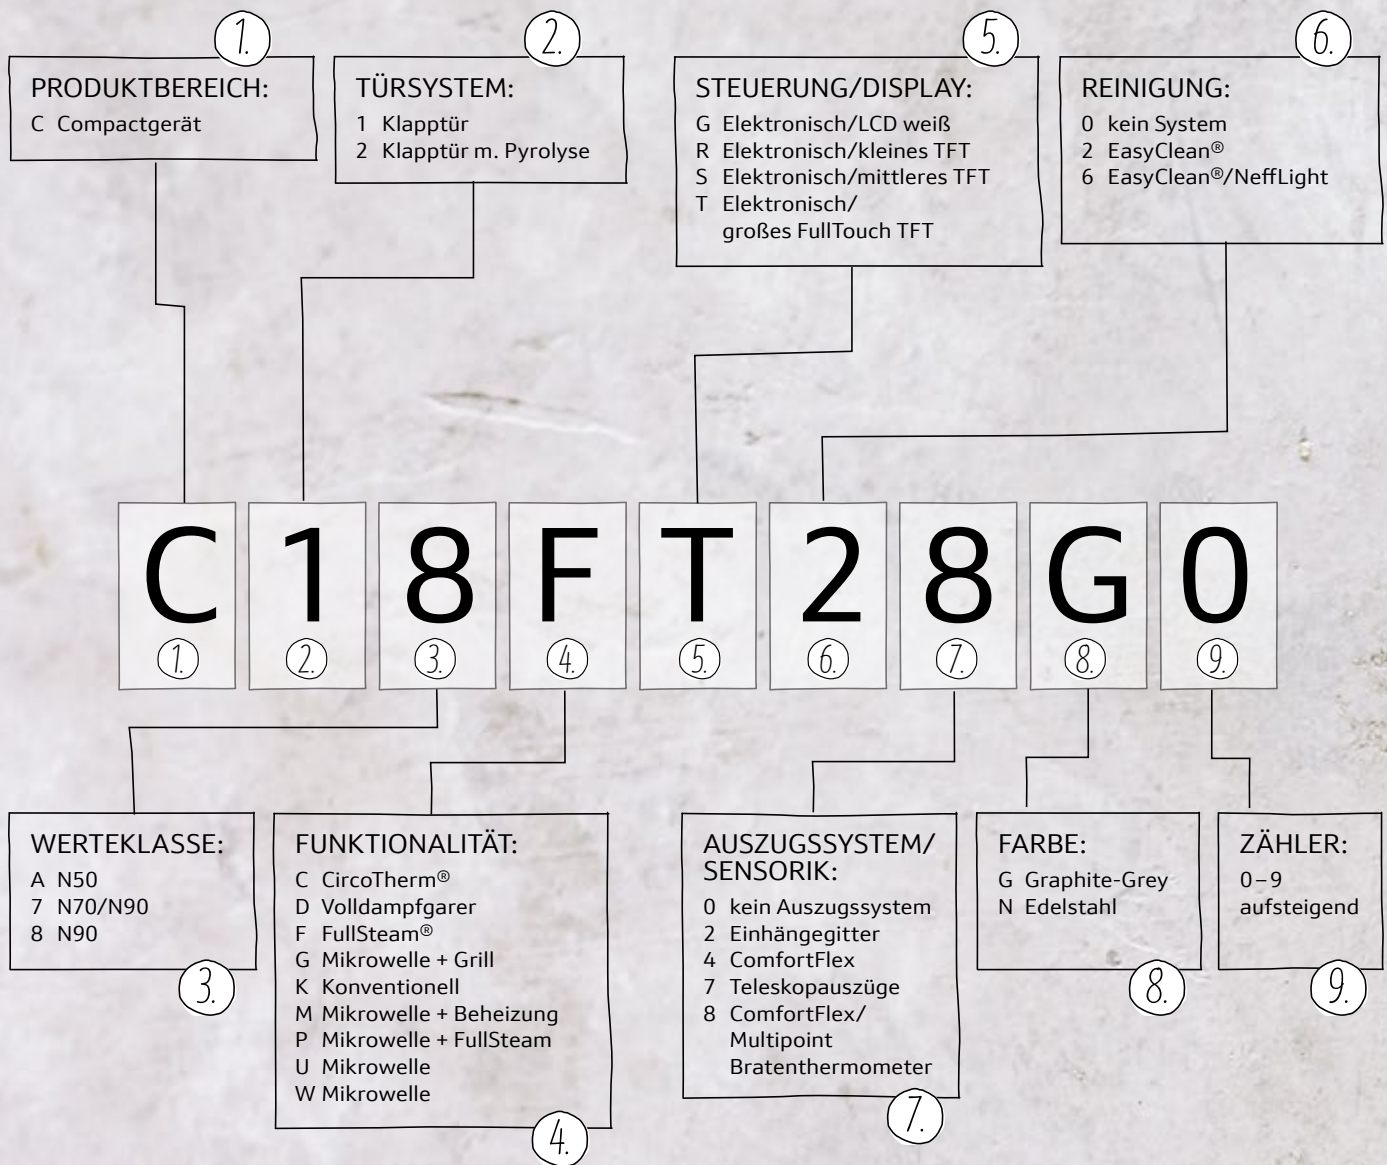 1.
PRODUKTBEREICH:
C Compactgerät
2.
TÜRSYSTEM:
1 Klapptür
2 Klapptür m. Pyrolyse
5.
STEUERUNG/DISPLAY:
G Elektronisch/LCD weiß
R Elektronisch/kleines TFT
S Elektronisch/mittleres TFT
T Elektronisch/
großes FullTouch TFT
6.
REINIGUNG:
0 kein System
2 EasyClean®
6 EasyClean®/NeffLight
C 1 8 F T 2 8 G 0
1. 2. 3. 4. 5. 6. 7. 8. 9.
WERTEKLASSE:
A N50
7 N70/N90
8 N90
3.
FUNKTIONALITÄT:
C CircoTherm®
D Volldampfgarer
F FullSteam®
G Mikrowelle + Grill
K Konventionell
M Mikrowelle + Beheizung
P Mikrowelle + FullSteam
U Mikrowelle
W Mikrowelle
4.
AUSZUGSSYSTEM/
SENSORIK:
0 kein Auszugssystem
2 Einhängegitter
4 ComfortFlex
7 Teleskopauszüge
8 ComfortFlex/
Multipoint
Bratenthermometer
7.
FARBE:
G Graphite-Grey
N Edelstahl
8.
ZÄHLER:
0–9
aufsteigend
9.